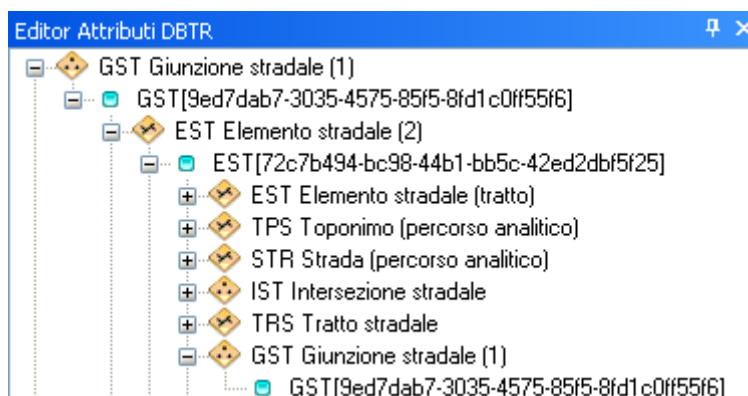 Editor Attributi DBTR
GST Giunzione stradale (1)
GST[9ed7dab7-3035-4575-85f5-8fd1c0ff55f6]
EST Elemento stradale (2)
EST[72c7b494-bc98-44b1-bb5c-42ed2dbf5f25]
EST Elemento stradale (tratto)
TPS Toponimo (percorso analitico)
STR Strada (percorso analitico)
IST Intersezione stradale
TRS Tratto stradale
GST Giunzione stradale (1)
GST[9ed7dab7-3035-4575-85f5-8fd1c0ff55f6]